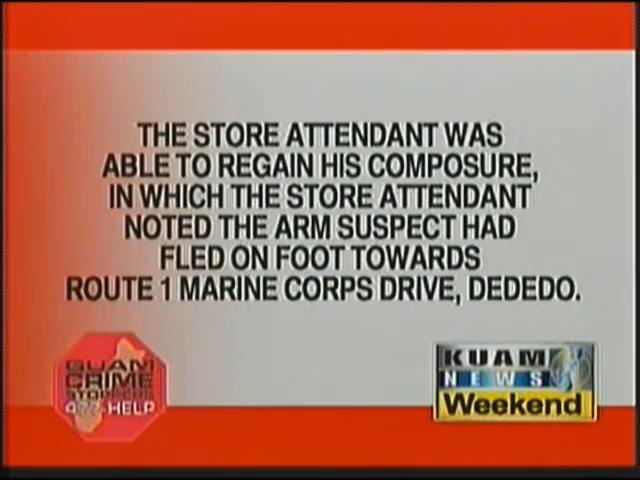 THE STORE ATTENDANT WAS
ABLE TO REGAIN HIS COMPOSURE,
IN WHICH THE STORE ATTENDANT
NOTED THE ARM SUSPECT HAD
FLED ON FOOT TOWARDS
ROUTE 1 MARINE CORPS DRIVE, DEDEDO.
GUAM
CRIME
STOPPERS
477-HELP
KUAM
NEWS
Weekend